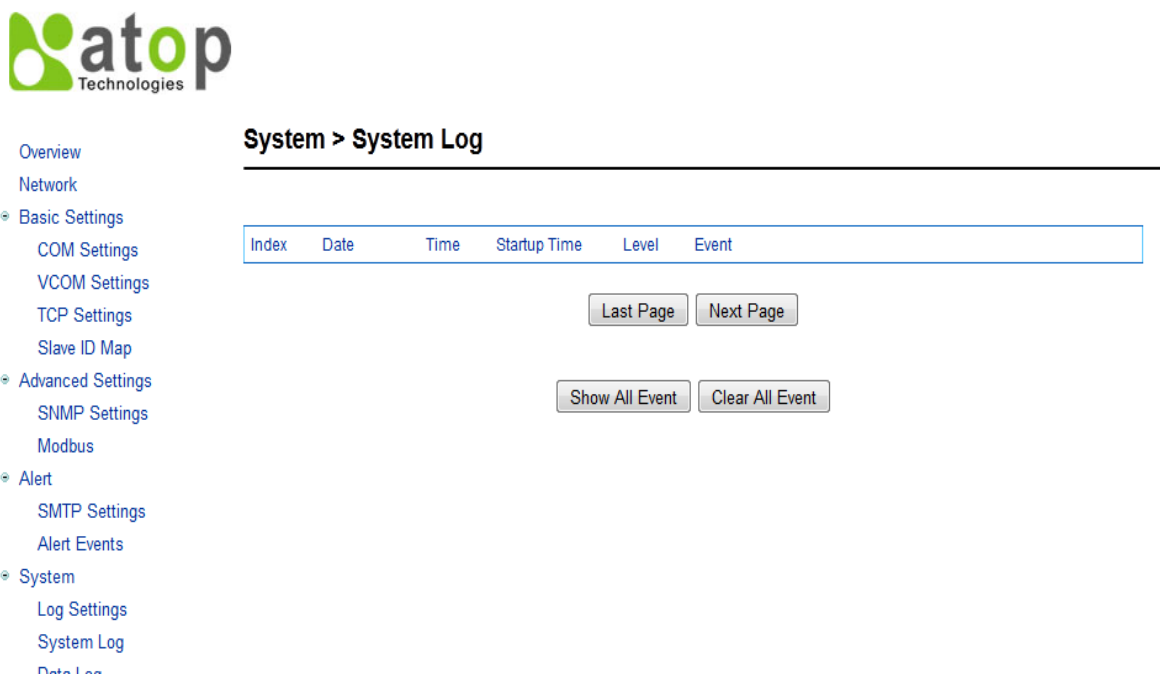 atop
Technologies
System > System Log
Overview
Network
Basic Settings
COM Settings
VCOM Settings
TCP Settings
Slave ID Map
Advanced Settings
SNMP Settings
Modbus
Alert
SMTP Settings
Alert Events
System
Log Settings
System Log
Data Log
Index Date Time Startup Time Level Event
Last Page Next Page
Show All Event Clear All Event